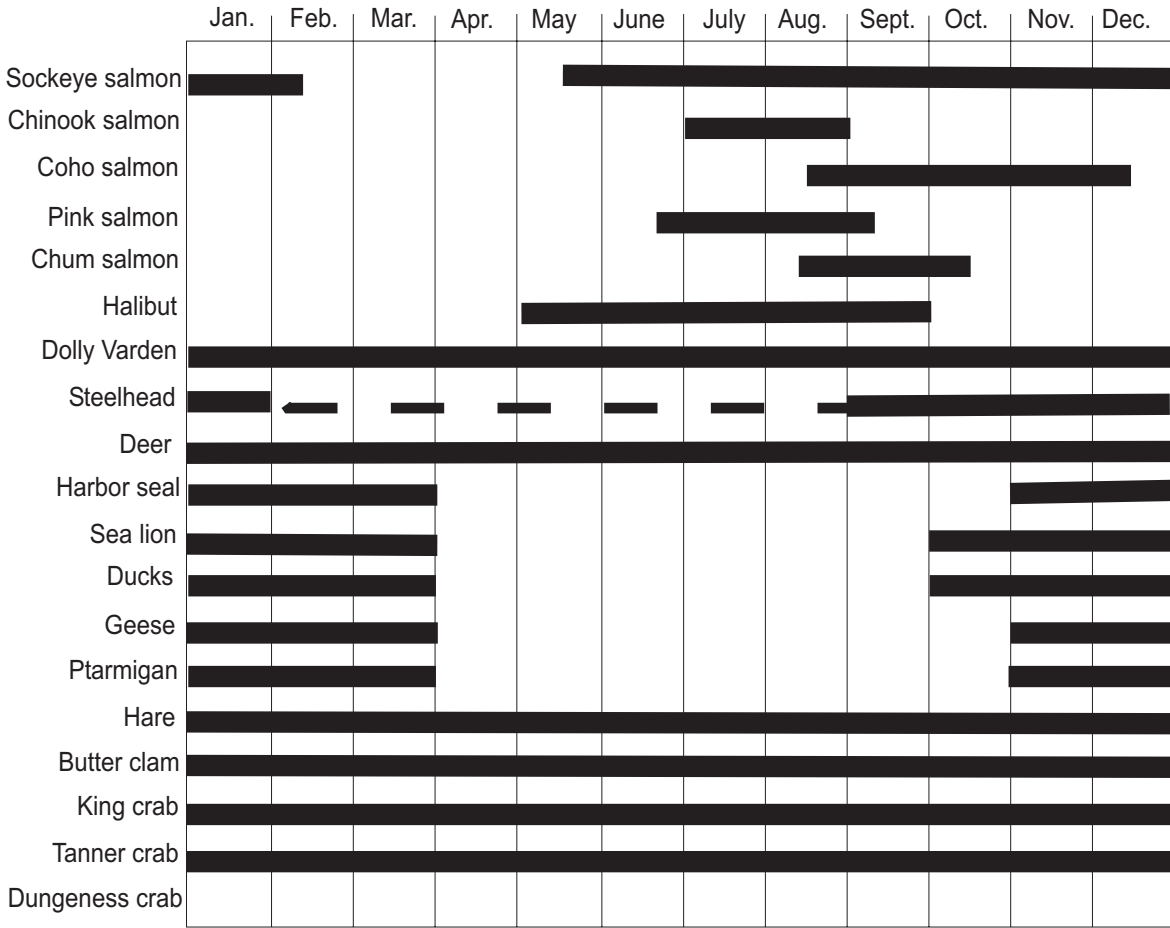 Jan. Feb. Mar. Apr. May June July Aug. Sept. Oct. Nov. Dec.
Sockeye salmon
Chinook salmon
Coho salmon
Pink salmon
Chum salmon
Halibut
Dolly Varden
Steelhead
Deer
Harbor seal
Sea lion
Ducks
Geese
Ptarmigan
Hare
Butter clam
King crab
Tanner crab
Dungeness crab